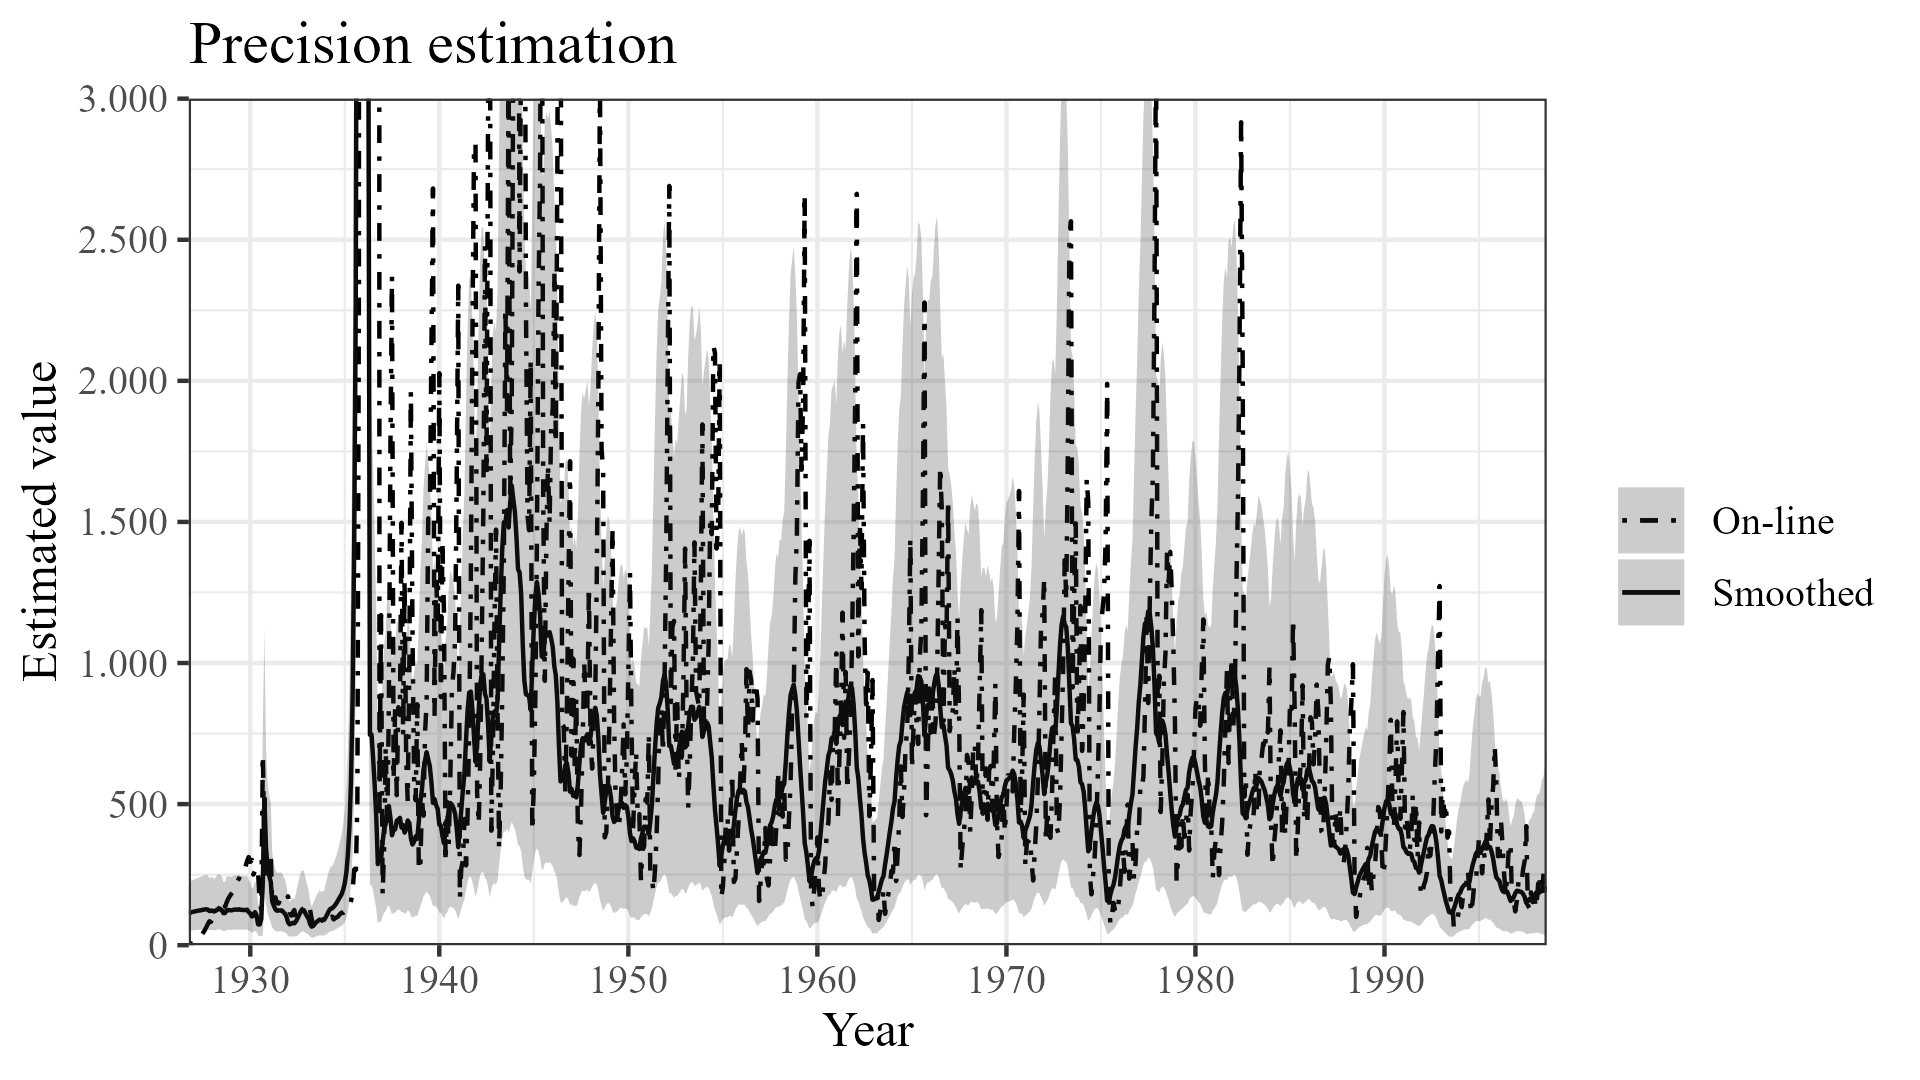 Precision estimation
3.000
2.500
2.000
1.500
1.000
500
0
Estimated value
1930 1940 1950 1960 1970 1980 1990
Year
On-line
Smoothed